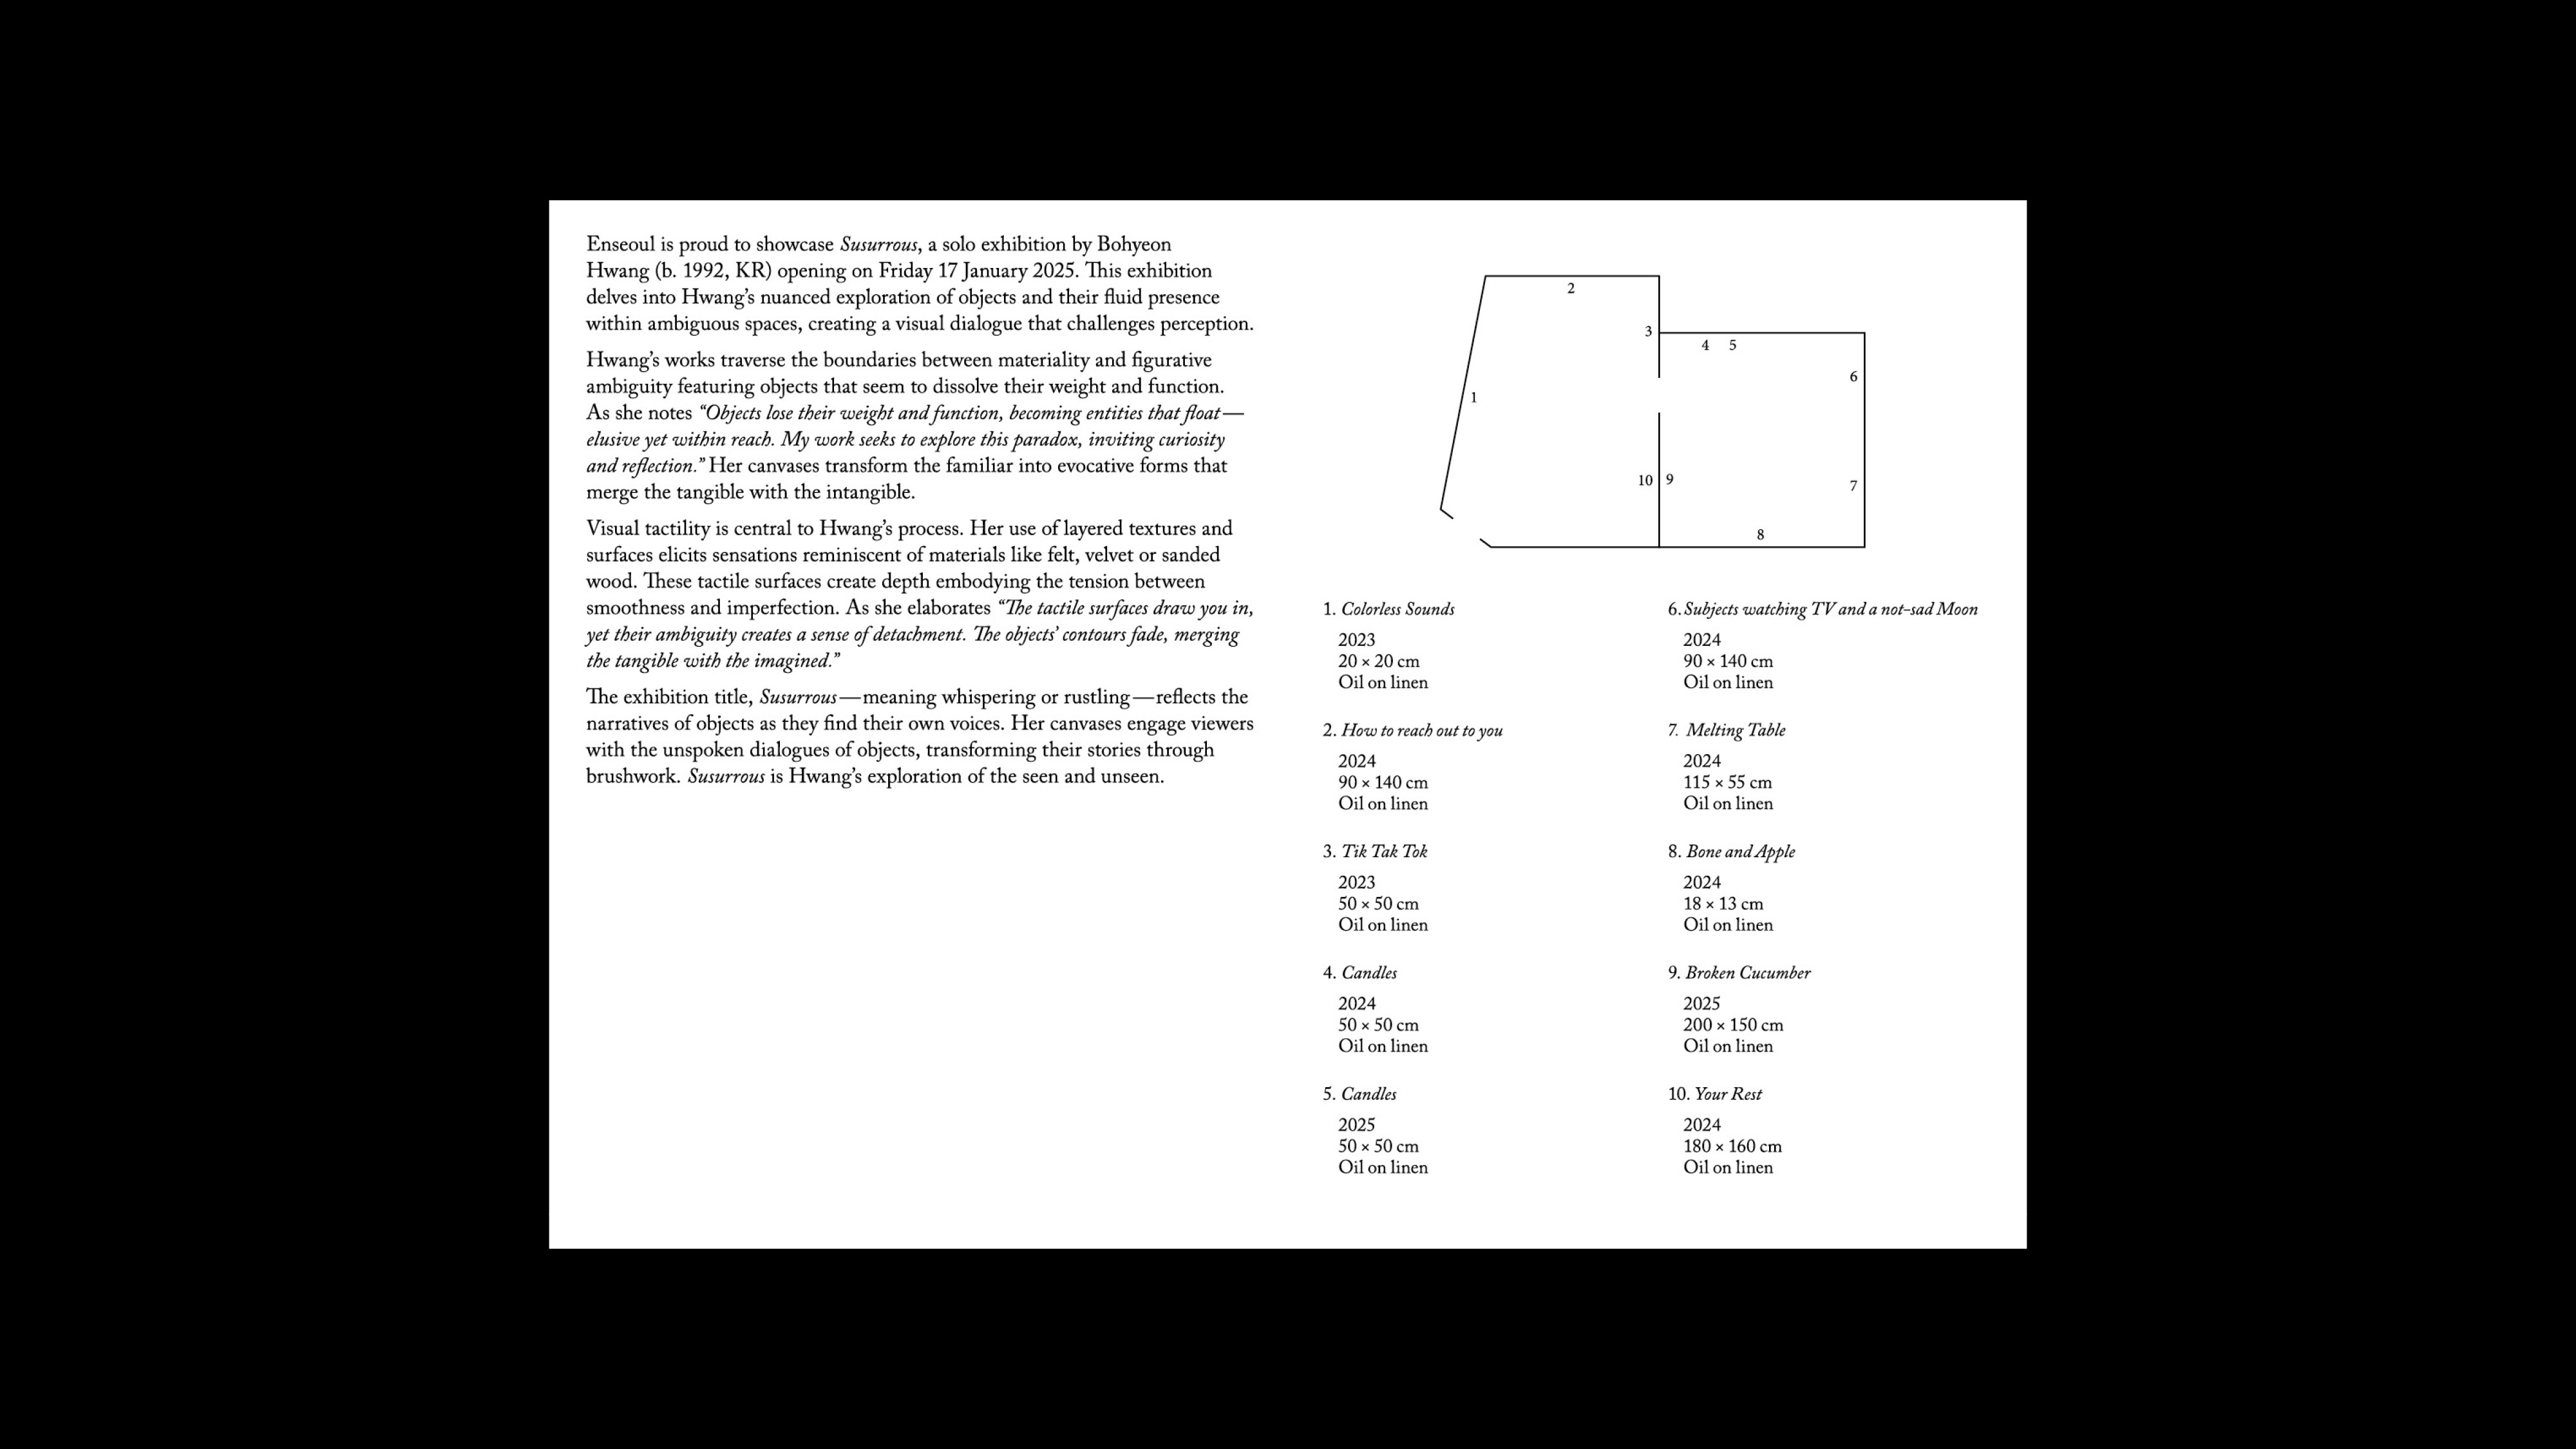 Enseoul is proud to showcase Susurrous, a solo exhibition by Bohyeon
Hwang (b. 1992, KR) opening on Friday 17 January 2025. This exhibition
delves into Hwang’s nuanced exploration of objects and their fluid presence
within ambiguous spaces, creating a visual dialogue that challenges perception.
Hwang’s works traverse the boundaries between materiality and figurative
ambiguity featuring objects that seem to dissolve their weight and function.
As she notes “Objects lose their weight and function, becoming entities that float—
elusive yet within reach. My work seeks to explore this paradox, inviting curiosity
and reflection.” Her canvases transform the familiar into evocative forms that
merge the tangible with the intangible.
Visual tactility is central to Hwang’s process. Her use of layered textures and
surfaces elicits sensations reminiscent of materials like felt, velvet or sanded
wood. These tactile surfaces create depth embodying the tension between
smoothness and imperfection. As she elaborates “The tactile surfaces draw you in,
yet their ambiguity creates a sense of detachment. The objects’ contours fade, merging
the tangible with the imagined.”
The exhibition title, Susurrous—meaning whispering or rustling—reflects the
narratives of objects as they find their own voices. Her canvases engage viewers
with the unspoken dialogues of objects, transforming their stories through
brushwork. Susurrous is Hwang’s exploration of the seen and unseen.
2
3
4 5
6
1
10 9
7
8
1. Colorless Sounds
2023
20 × 20 cm
Oil on linen
2. How to reach out to you
2024
90 × 140 cm
Oil on linen
3. Tik Tak Tok
2023
50 × 50 cm
Oil on linen
4. Candles
2024
50 × 50 cm
Oil on linen
5. Candles
2025
50 × 50 cm
Oil on linen
6. Subjects watching TV and a not-sad Moon
2024
90 × 140 cm
Oil on linen
7. Melting Table
2024
115 × 55 cm
Oil on linen
8. Bone and Apple
2024
18 × 13 cm
Oil on linen
9. Broken Cucumber
2025
200 × 150 cm
Oil on linen
10. Your Rest
2024
180 × 160 cm
Oil on linen